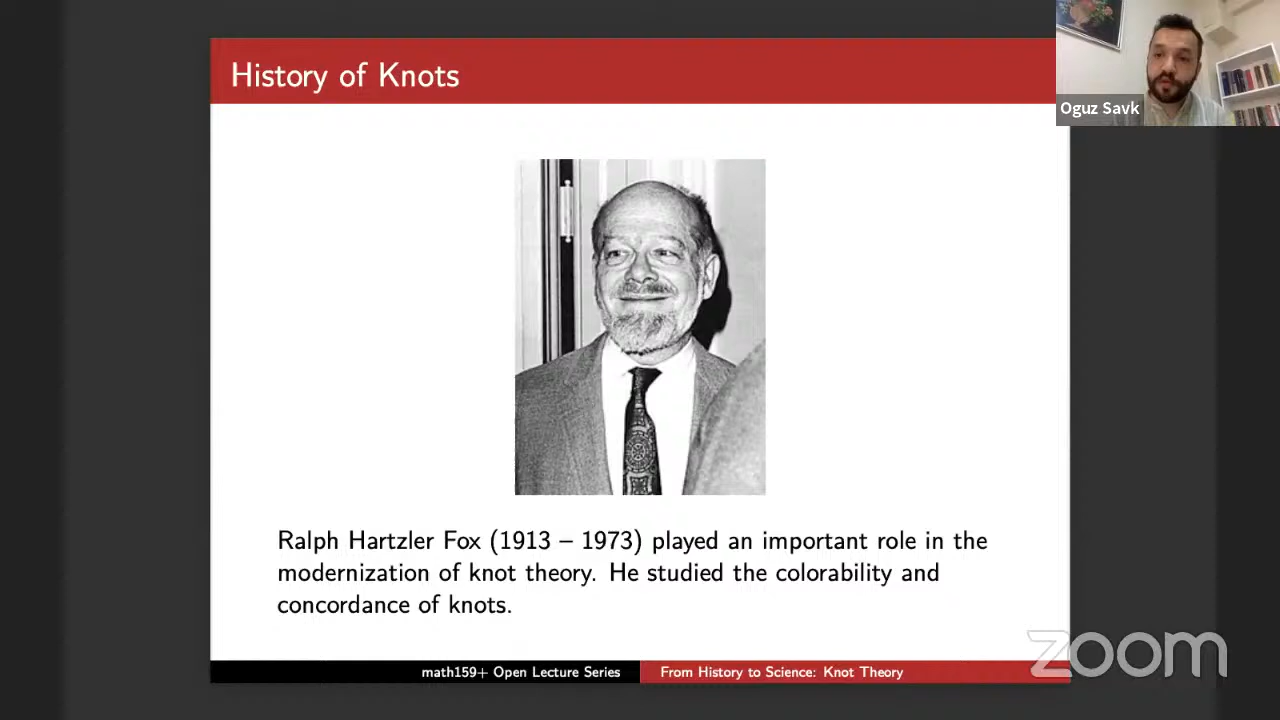 History of Knots
Oguz Savk
Ralph Hartzler Fox (1913 – 1973) played an important role in the
modernization of knot theory. He studied the colorability and
concordance of knots.
math159+ Open Lecture Series
From History to Science: Knot Theory
zoom